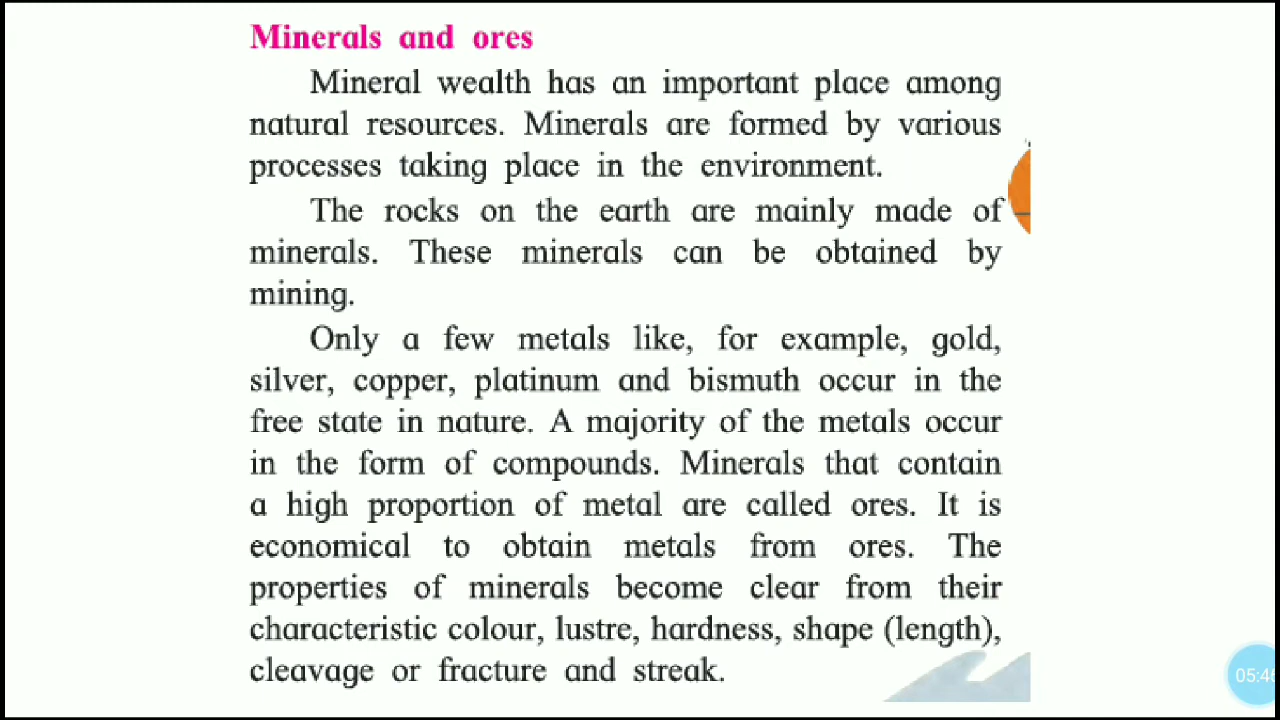 Minerals and ores
Mineral wealth has an important place among
natural resources. Minerals are formed by various
processes taking place in the environment.
The rocks on the earth are mainly made of
minerals. These minerals can be obtained by
mining.
Only a few metals like, for example, gold,
silver, copper, platinum and bismuth occur in the
free state in nature. A majority of the metals occur
in the form of compounds. Minerals that contain
a high proportion of metal are called ores. It is
economical to obtain metals from ores. The
properties of minerals become clear from their
characteristic colour, lustre, hardness, shape (length),
cleavage or fracture and streak.